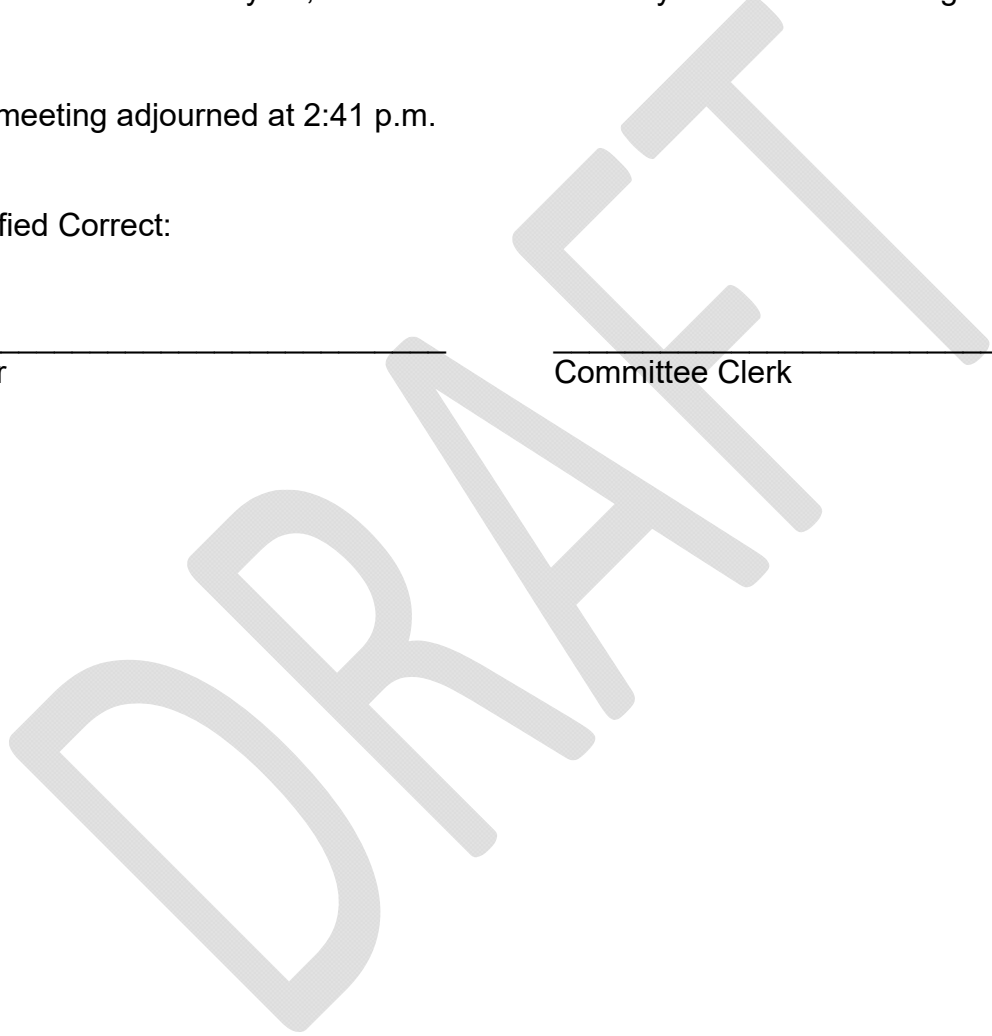 meeting adjourned at 2:41 p.m.
fied Correct:
r
Committee Clerk
DRAFT